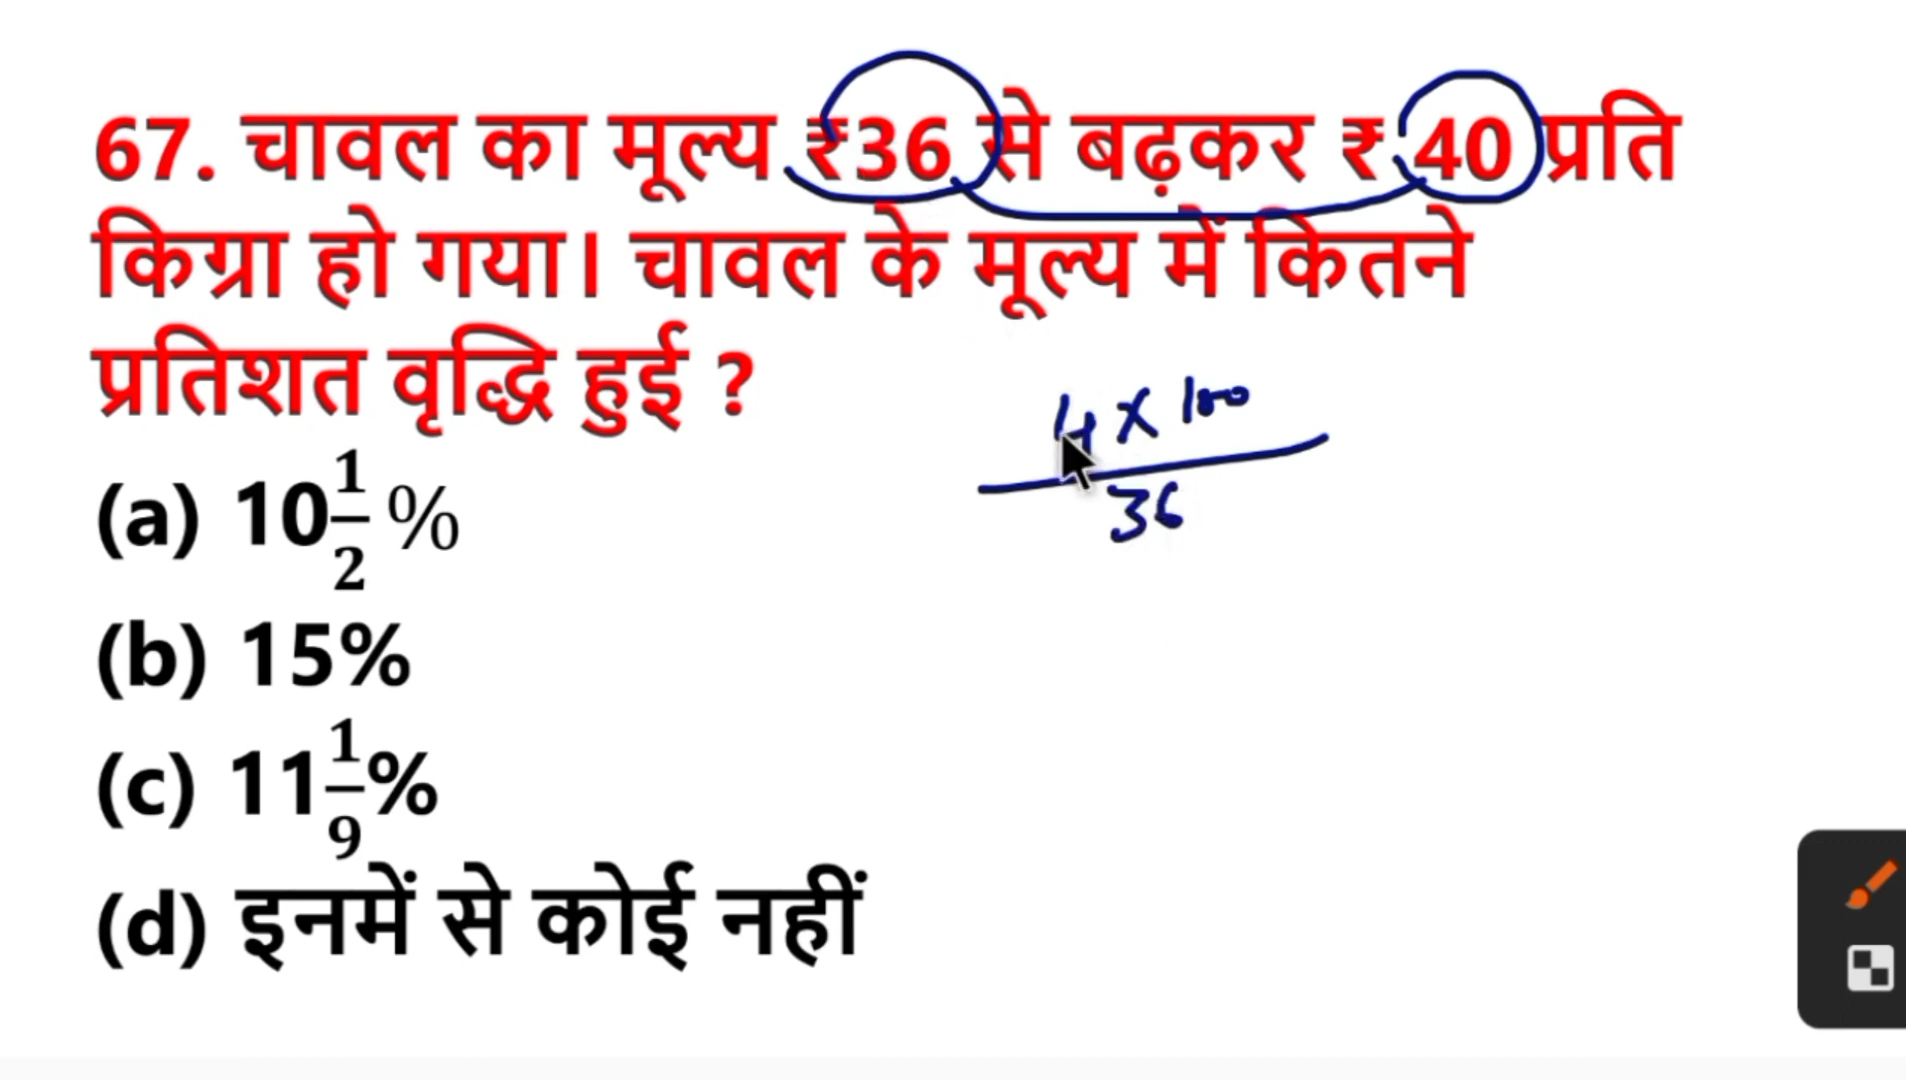 67. चावल का मूल्य ₹36 से बढ़कर ₹ 40 प्रति
किग्रा हो गया। चावल के मूल्य में कितने
प्रतिशत वृद्धि हुई ?
4 x 100
36
(a) 10 1/2 %
(b) 15%
(c) 11 1/9 %
(d) इनमें से कोई नहीं